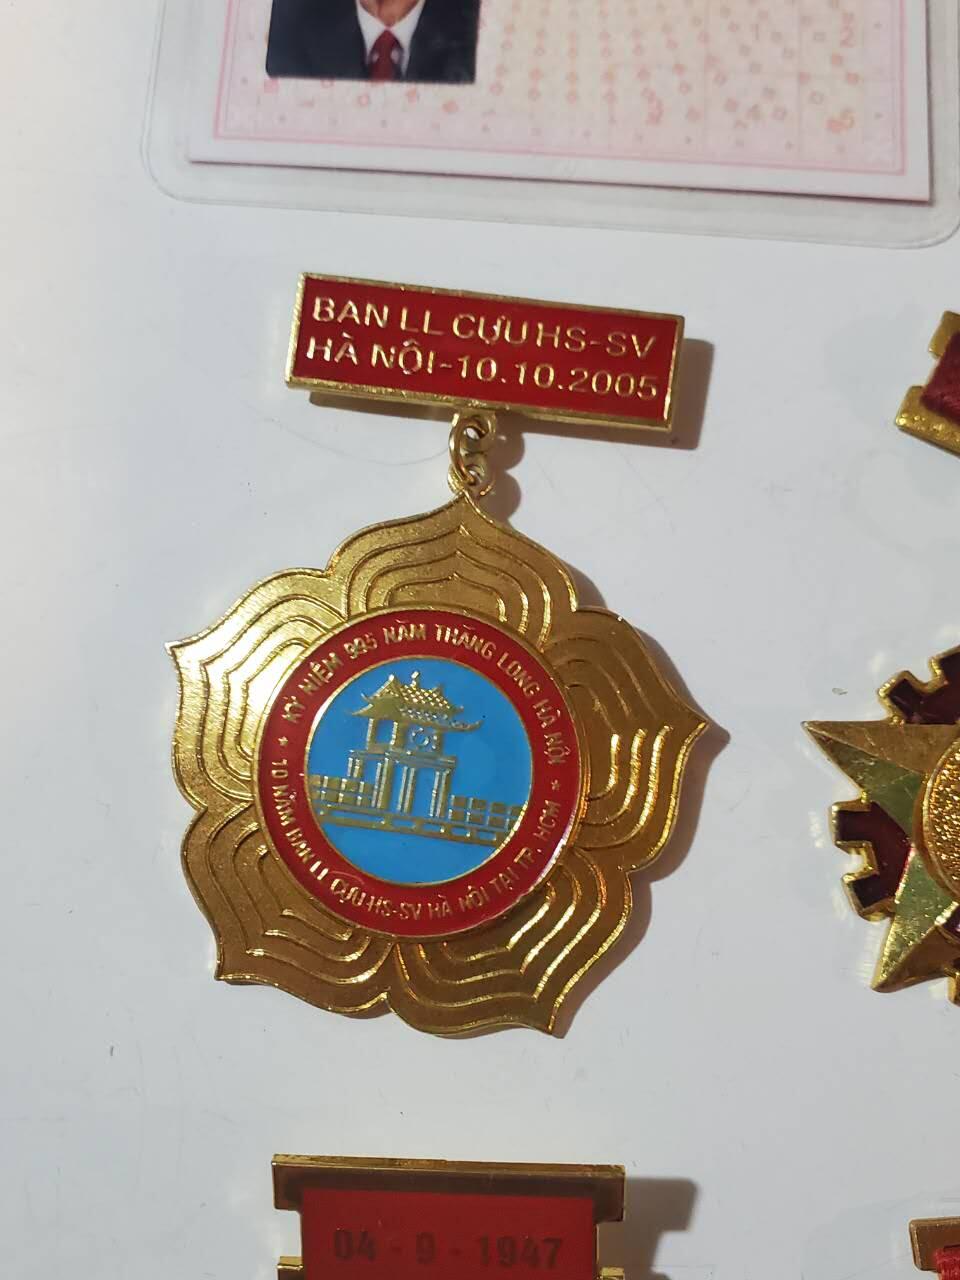 BAN LL CỰU HS-SV
HÀ NỘI-10.10.2005
KỶ NIỆM 995 NĂM THĂNG LONG HÀ NỘI
* 10 NĂM BAN LL CỰU-HS-SV HÀ NỘI TẠI TP. HCM *
04 - 9 - 1947